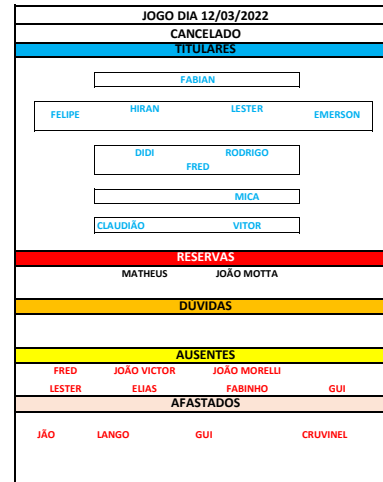 JOGO DIA 12/03/2022
CANCELADO
TITULARES
FABIAN
HIRAN LESTER
FELIPE EMERSON
DIDI RODRIGO
FRED
MICA
CLAUDIÃO VITOR
RESERVAS
MATHEUS JOÃO MOTTA
DÚVIDAS
AUSENTES
FRED JOÃO VICTOR JOÃO MORELLI
LESTER ELIAS FABINHO GUI
AFASTADOS
JÃO LANGO GUI CRUVINEL